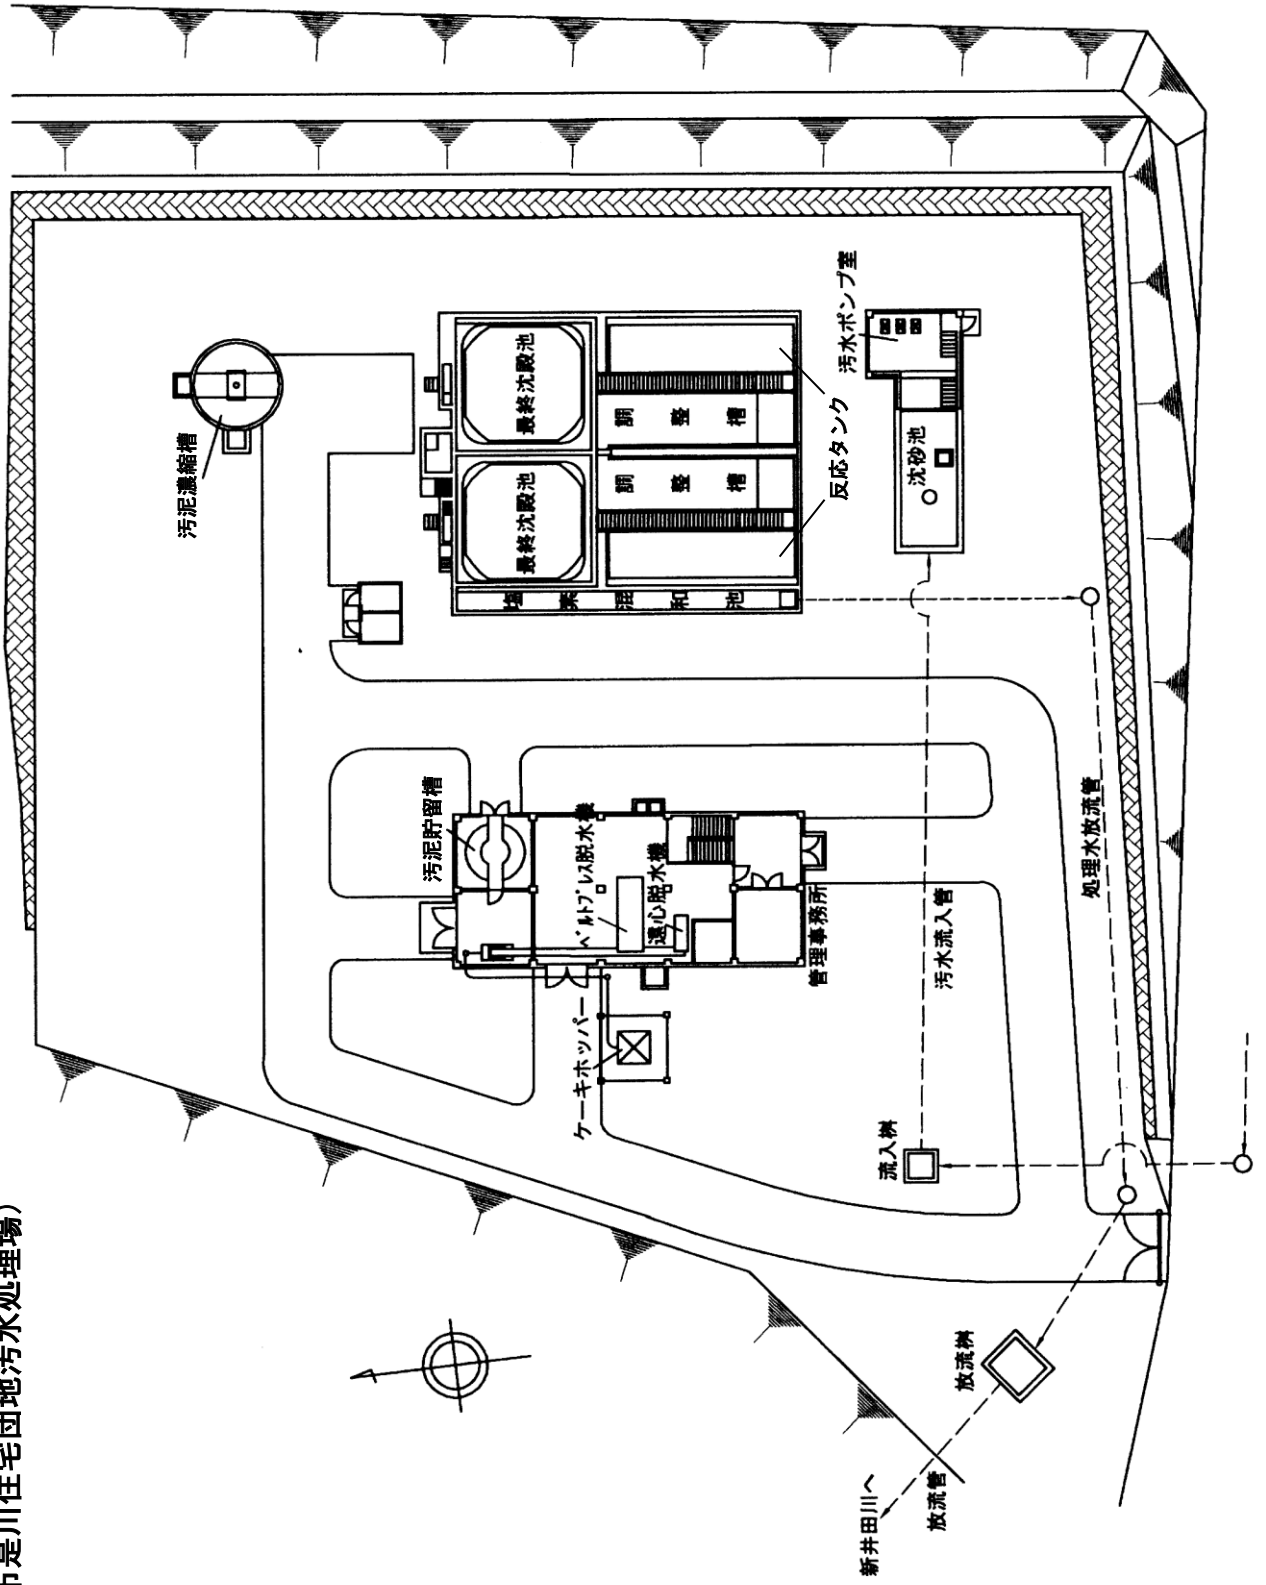 市是川住宅団地汚水処理場）
汚泥濃縮槽
最終沈殿池
最終沈殿池
調整槽
調整槽
塩素混和池
反応タンク
汚水ポンプ室
沈砂池
汚泥貯留槽
ベルトプレス脱水機
遠心脱水機
管理事務所
ケーキホッパー
汚水流入管
処理水放流管
流入桝
放流桝
放流管
新井田川へ